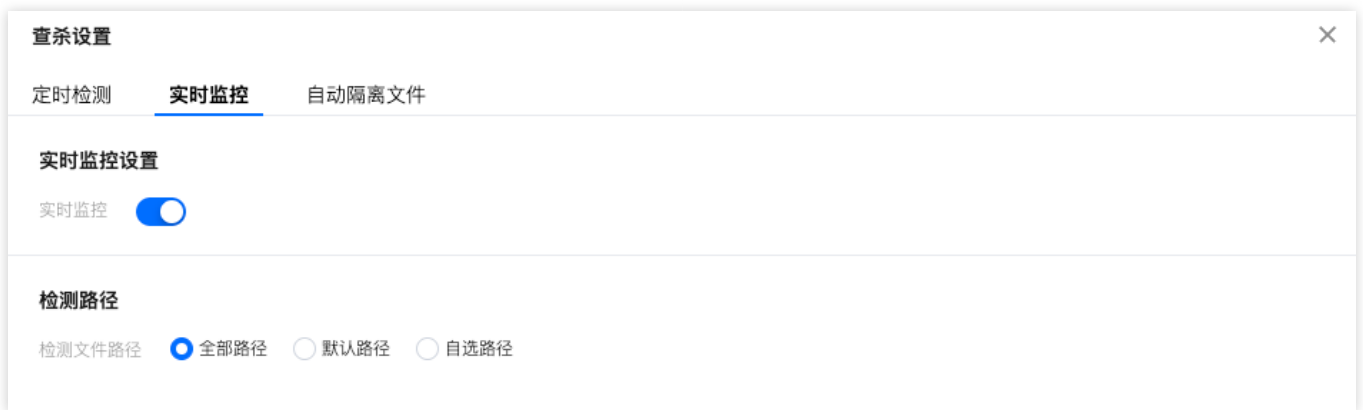 查杀设置
定时检测 实时监控 自动隔离文件
实时监控设置
实时监控
检测路径
检测文件路径 全部路径 默认路径 自选路径